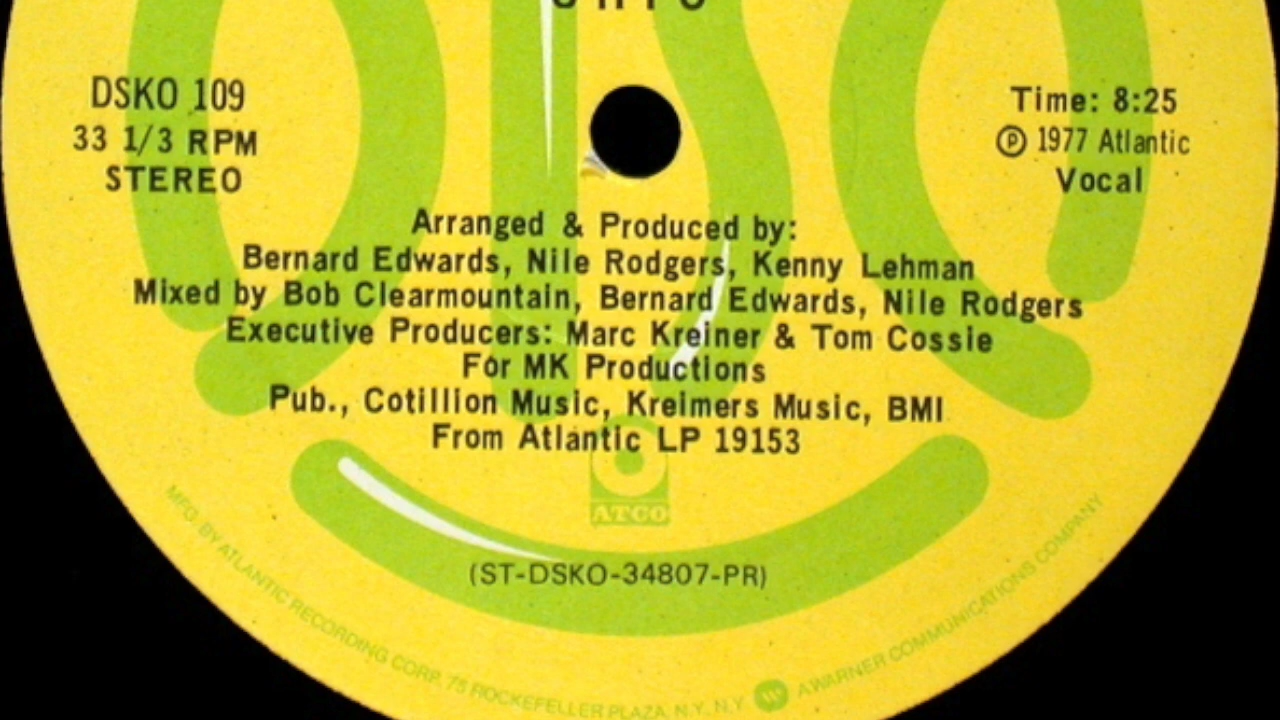 DSKO 109
33 1/3 RPM
STEREO
Time: 8:25
Ⓟ 1977 Atlantic
Vocal
Arranged & Produced by:
Bernard Edwards, Nile Rodgers, Kenny Lehman
Mixed by Bob Clearmountain, Bernard Edwards, Nile Rodgers
Executive Producers: Marc Kreiner & Tom Cossie
For MK Productions
Pub., Cotillion Music, Kreimers Music, BMI
From Atlantic LP 19153
ATCO
(ST-DSKO-34807-PR)
MFG. BY ATLANTIC RECORDING CORP. 75 ROCKEFELLER PLAZA, N.Y. N.Y. A WARNER COMMUNICATIONS COMPANY